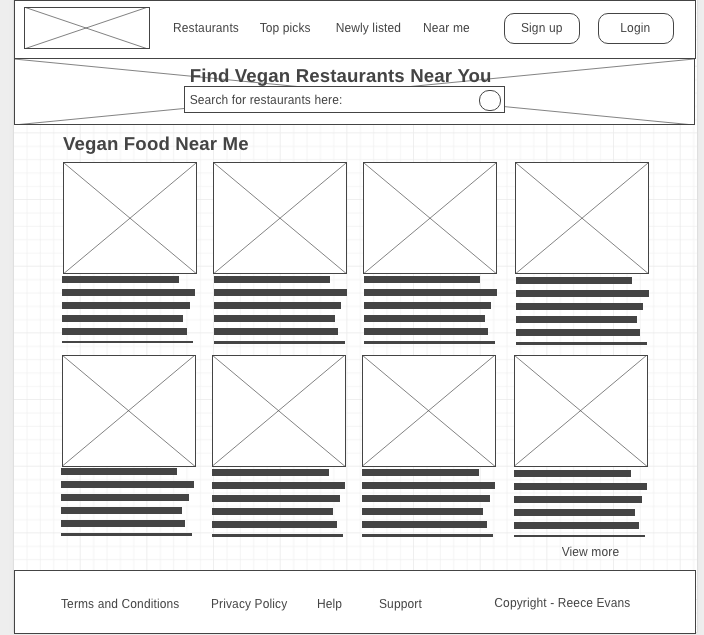 Restaurants Top picks Newly listed Near me Sign up Login
Find Vegan Restaurants Near You
Search for restaurants here:
Vegan Food Near Me
View more
Terms and Conditions Privacy Policy Help Support Copyright - Reece Evans